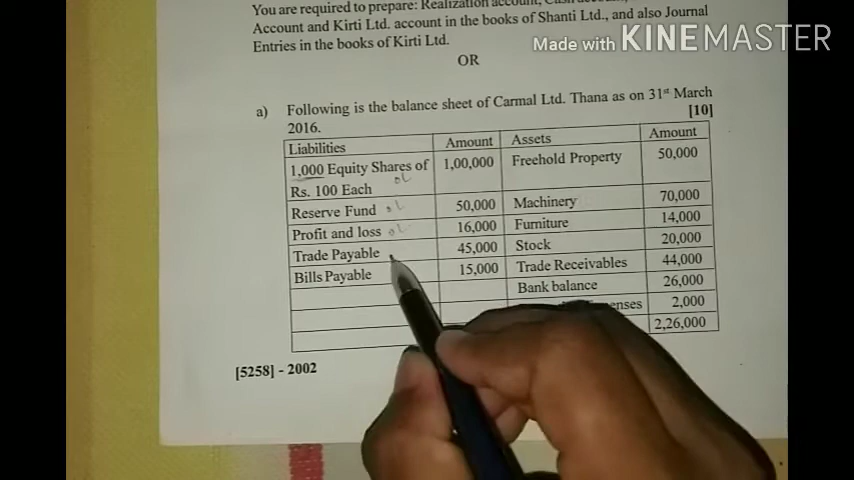 You are required to prepare: Realization account,
Account and Kirti Ltd. account in the books of Shanti Ltd., and also Journal
Entries in the books of Kirti Ltd.
Made with KINEMASTER
OR
a) Following is the balance sheet of Carmal Ltd. Thana as on 31st March
2016. [10]
Liabilities Amount Assets Amount
1,000 Equity Shares of 1,00,000 Freehold Property 50,000
Rs. 100 Each
Reserve Fund 50,000 Machinery 70,000
Profit and loss 16,000 Furniture 14,000
Trade Payable 45,000 Stock 20,000
Bills Payable 15,000 Trade Receivables 44,000
Bank balance 26,000
2,000
2,26,000
[5258] - 2002